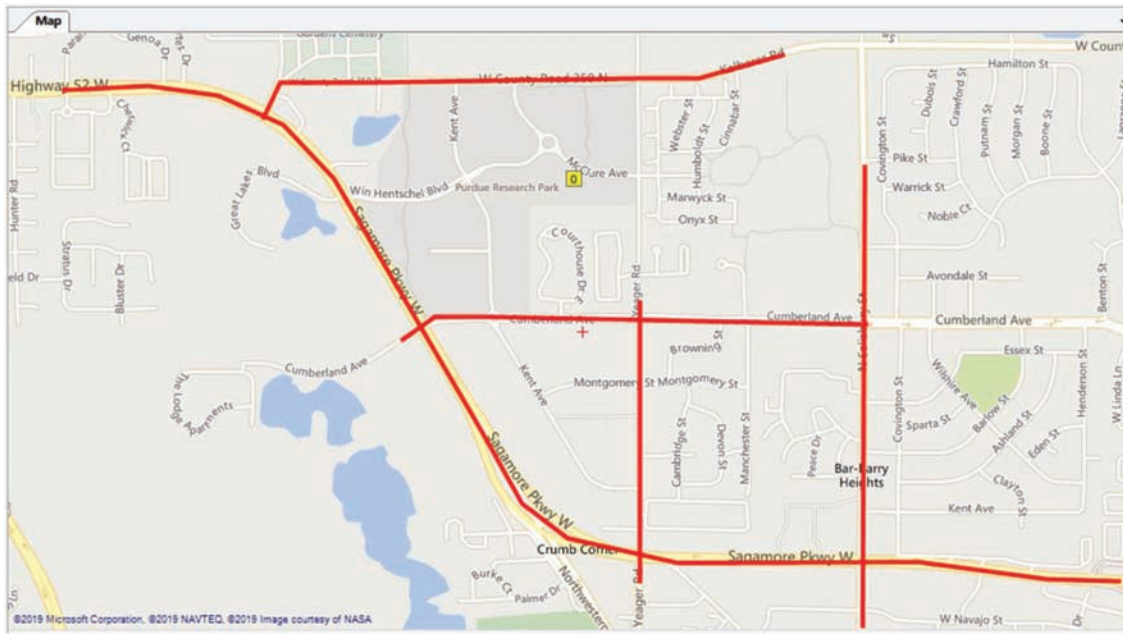 Map
Genoa Dr
W Coun
Kalberer Rd
W County Road 350 N
Hamilton St
Highway 52 W
Kent Ave
Webster St
Humboldt St
Cinnabar St
Covington St
Dubois St
Crawford St
Putnam St
Morgan St
Boone St
McClure Ave
0
Pike St
Great Lakes Blvd
Win Hentschel Blvd
Purdue Research Park
Warrick St
Marwyck St
Noble Ct
Onyx St
Hunter Rd
Stratus Dr
Bluster Dr
eld Dr
Sagamore Pkwy W
Courthouse Dr E
Yeager Rd
Avondale St
Benton St
Cumberland Ave
Cumberland Ave
Cumberland Ave
N Salisbury St
Browning St
Essex St
Cumberland Ave
Kent Ave
Montgomery St
Montgomery St
Wilshire Ave
Henderson St
W Linda Ln
The Lodge Apartments
Covington St
Sparta St
Barlow St
Ashland St
Eden St
Cambridge St
Devon St
Manchester St
Peace Dr
Sagamore Pkwy W
Bar-Barry
Heights
Clayton St
Kent Ave
Crumb Corner
Sagamore Pkwy W
Burke Ct
Palmer Dr
Northwestern
Yeager Rd
W Navajo St
Dr
©2019 Microsoft Corporation, ©2019 NAVTEQ, ©2019 Image courtesy of NASA